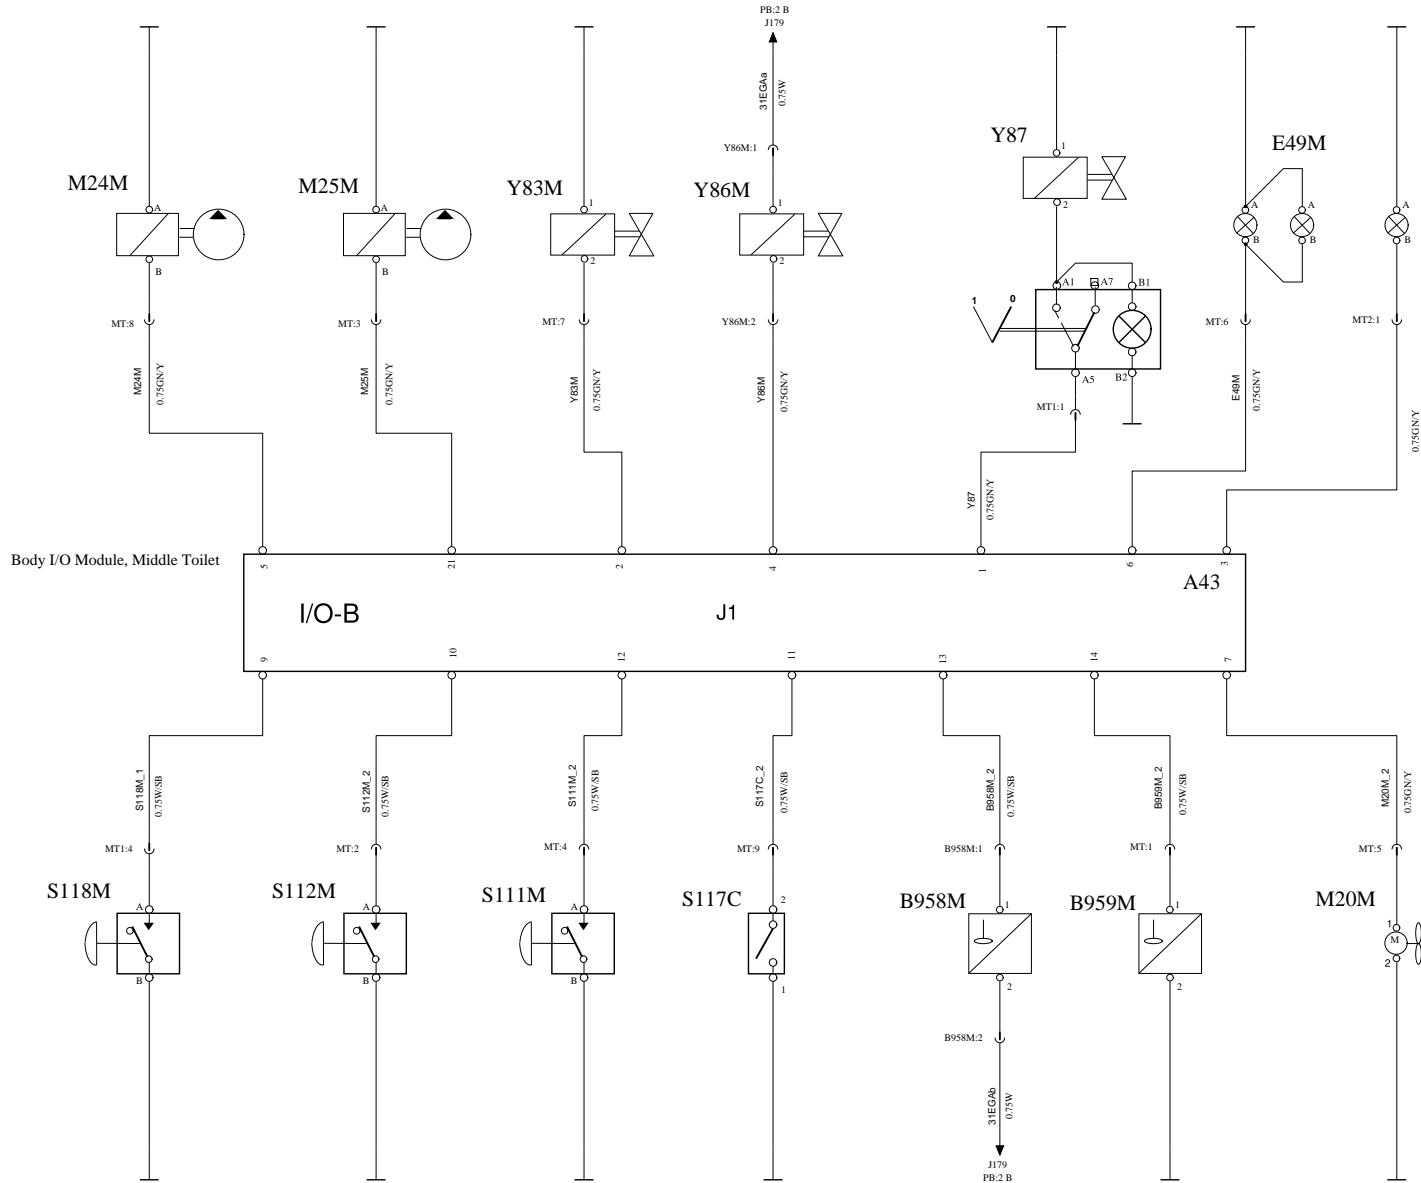 PB:2 B
J179
31EGAa
0.75W
Y86M:1
M24M
A
B
MT:8
M24M
0.75GN/Y
M25M
A
B
MT:3
M25M
0.75GN/Y
Y83M
1
2
MT:7
Y83M
0.75GN/Y
Y86M
1
2
Y86M:2
Y86M
0.75GN/Y
Y87
1
2
A1
A7
B1
1
0
A5
B2
MT1:1
Y87
0.75GN/Y
E49M
A
B
A
B
MT:6
E49M
0.75GN/Y
A
B
MT2:1
0.75GN/Y
Body I/O Module, Middle Toilet
5
21
2
4
1
6
3
A43
I/O-B
J1
9
10
12
11
13
14
7
S118M_1
0.75W/SB
MT1:4
S118M
A
B
S112M_2
0.75W/SB
MT:2
S112M
A
B
S111M_2
0.75W/SB
MT:4
S111M
A
B
S117C_2
0.75W/SB
MT:9
S117C
2
1
B958M_2
0.75W/SB
B958M:1
B958M
1
2
B958M:2
31EGAb
0.75W
J179
PB:2 B
B959M_2
0.75W/SB
MT:1
B959M
1
2
M20M_2
0.75GN/Y
MT:5
M20M
1
M
2